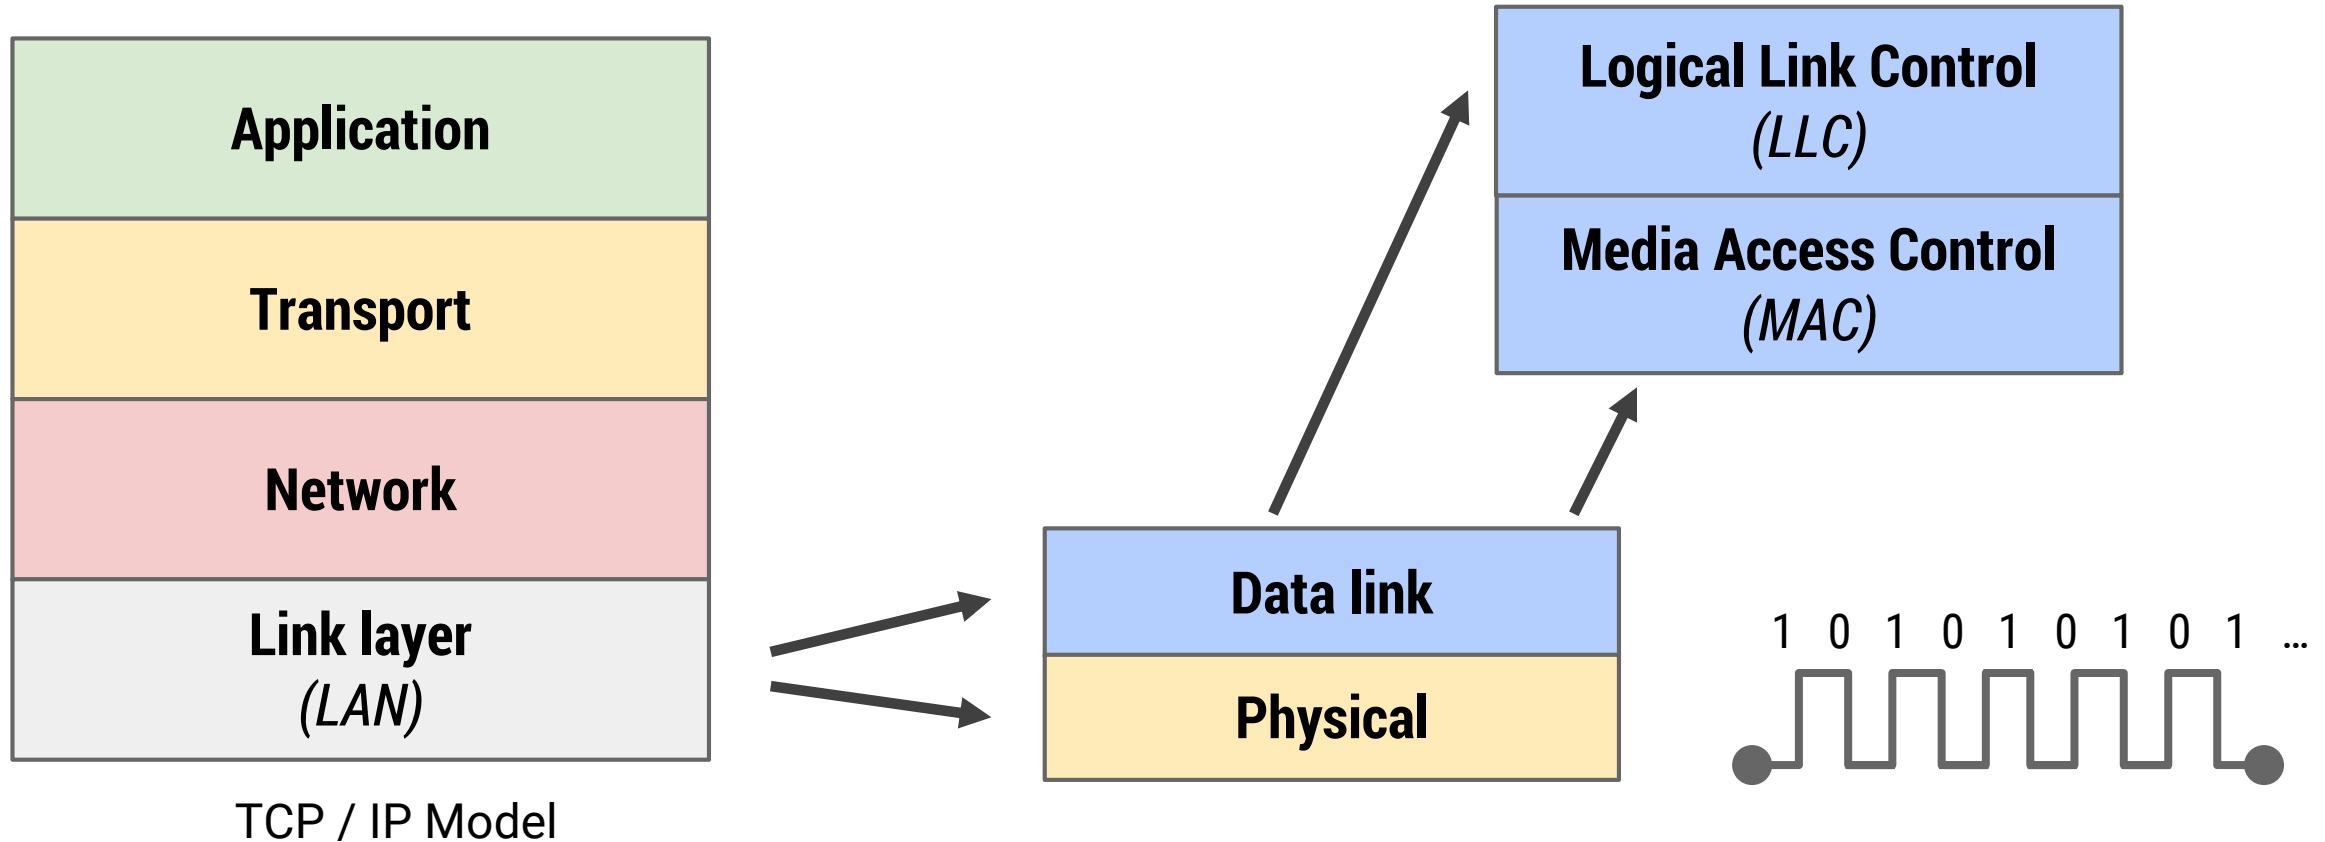 Application
Transport
Network
Link layer
(LAN)
TCP / IP Model
Logical Link Control
(LLC)
Media Access Control
(MAC)
Data link
Physical
1 0 1 0 1 0 1 0 1 ...